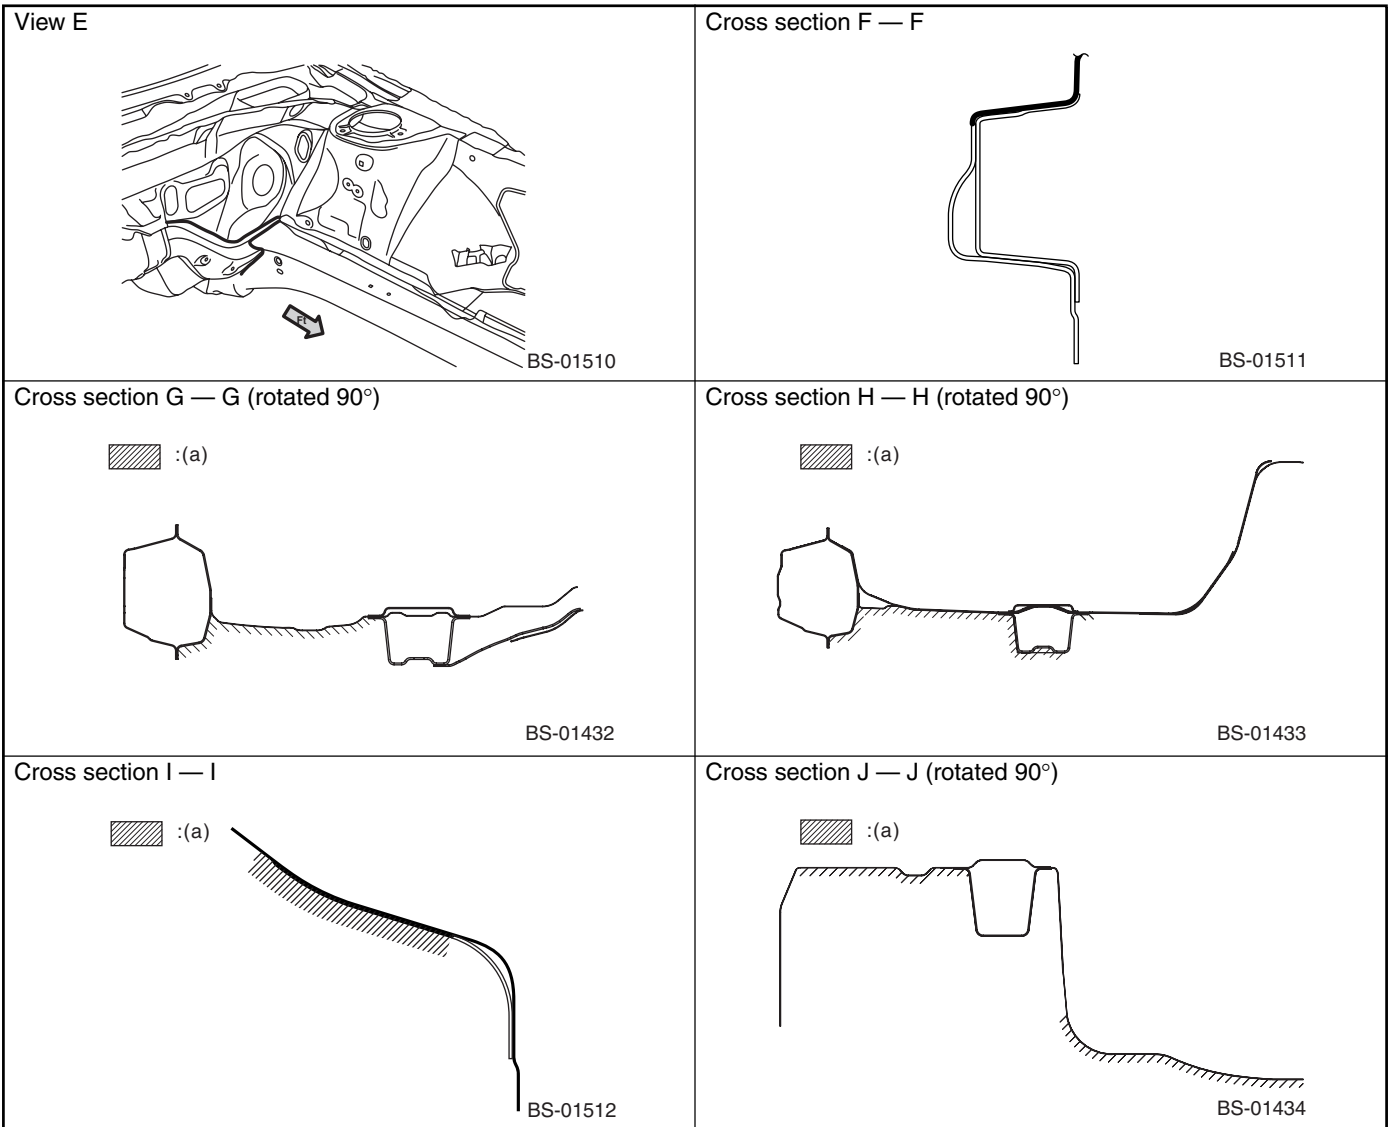 View E
Ft
BS-01510
Cross section F — F
BS-01511
Cross section G — G (rotated 90°)
:(a)
BS-01432
Cross section H — H (rotated 90°)
:(a)
BS-01433
Cross section I — I
:(a)
BS-01512
Cross section J — J (rotated 90°)
:(a)
BS-01434